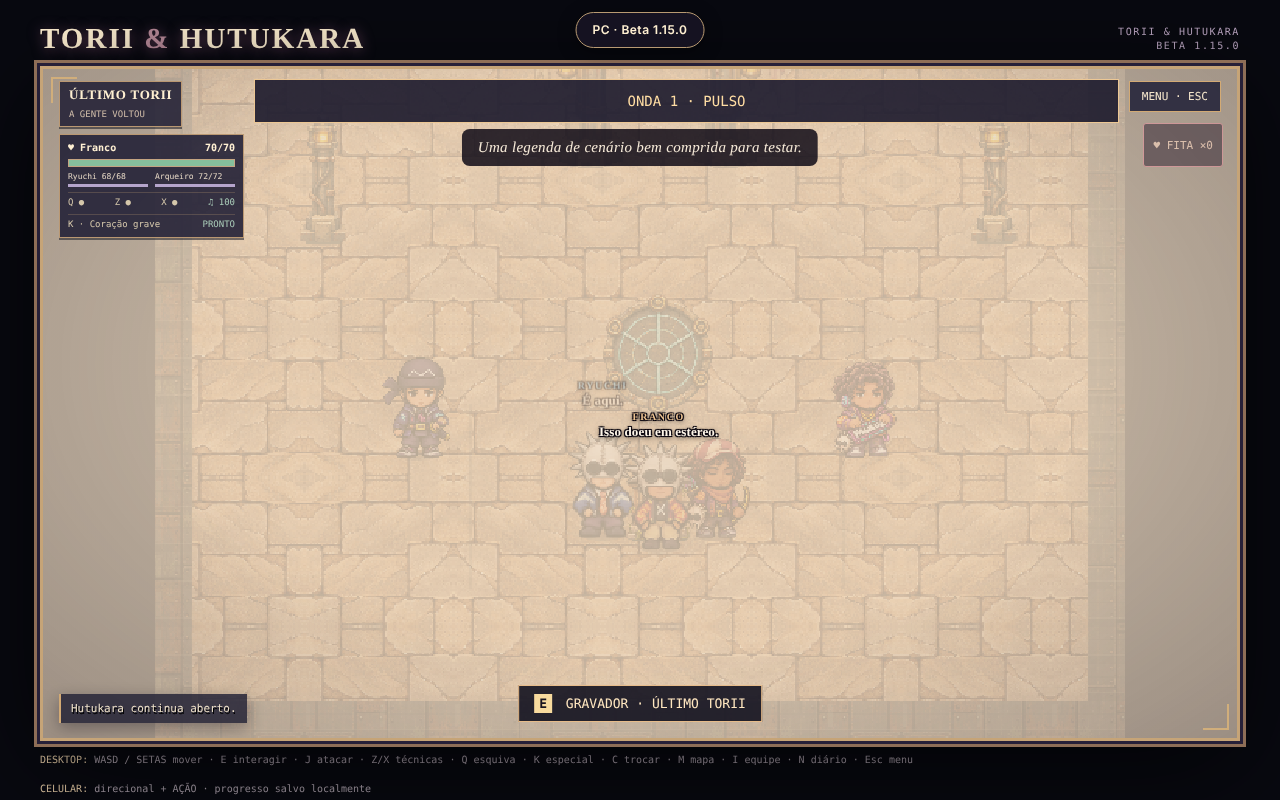 TORII & HUTUKARA
PC · Beta 1.15.0
TORII & HUTUKARA
BETA 1.15.0
ÚLTIMO TORII
A GENTE VOLTOU
ONDA 1 · PULSO
MENU · ESC
♥ Franco 70/70
Ryuchi 68/68 Arqueiro 72/72
Q ● Z ● X ● ♫ 100
K · Coração grave PRONTO
Uma legenda de cenário bem comprida para testar.
♥ FITA ×0
RYUCHI
É aqui.
FRANCO
Isso doeu em estéreo.
Hutukara continua aberto.
E GRAVADOR · ÚLTIMO TORII
DESKTOP: WASD / SETAS mover · E interagir · J atacar · Z/X técnicas · Q esquiva · K especial · C trocar · M mapa · I equipe · N diário · Esc menu
CELULAR: direcional + AÇÃO · progresso salvo localmente